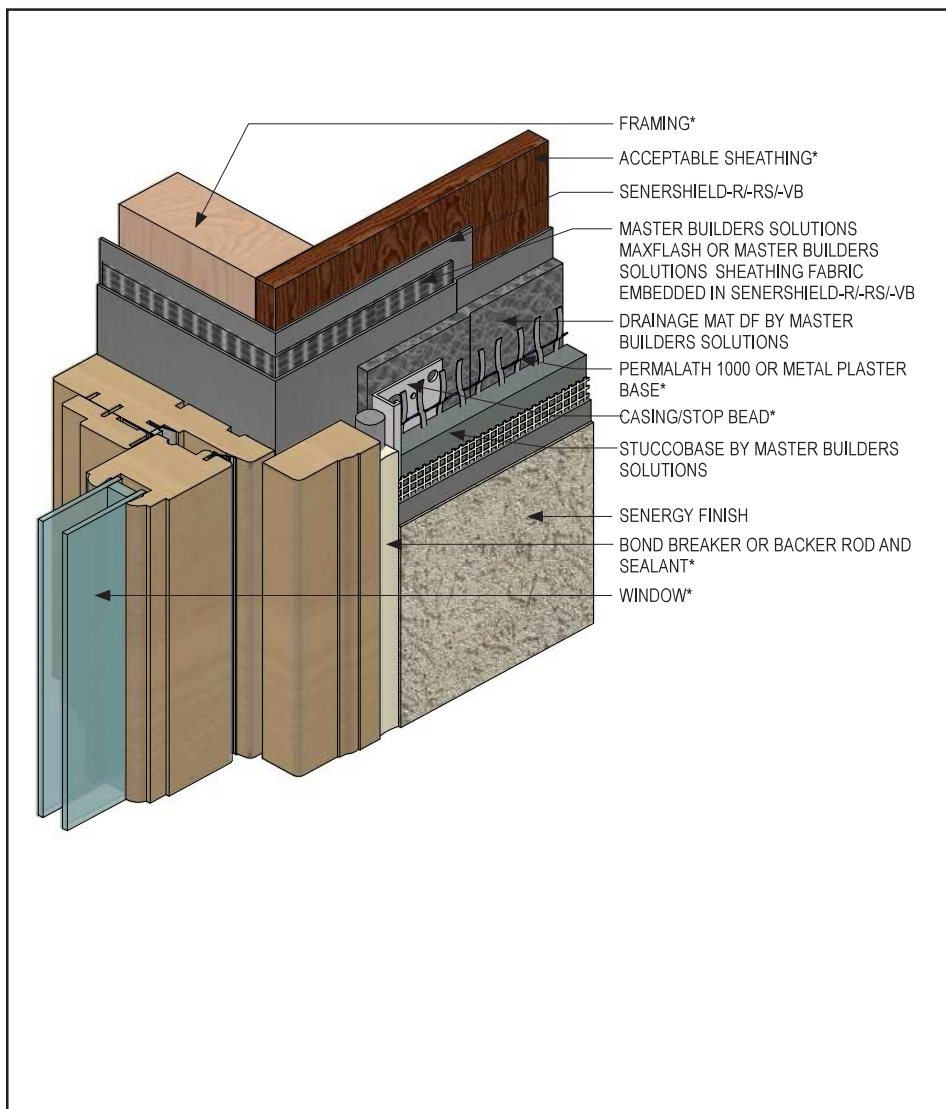 FRAMING*
ACCEPTABLE SHEATHING*
SENERSHIELD-R/-RS/-VB
MASTER BUILDERS SOLUTIONS
MAXFLASH OR MASTER BUILDERS
SOLUTIONS SHEATHING FABRIC
EMBEDDED IN SENERSHIELD-R/-RS/-VB
DRAINAGE MAT DF BY MASTER
BUILDERS SOLUTIONS
PERMALATH 1000 OR METAL PLASTER
BASE*
CASING/STOP BEAD*
STUCCOBASE BY MASTER BUILDERS
SOLUTIONS
SENERGY FINISH
BOND BREAKER OR BACKER ROD AND
SEALANT*
WINDOW*